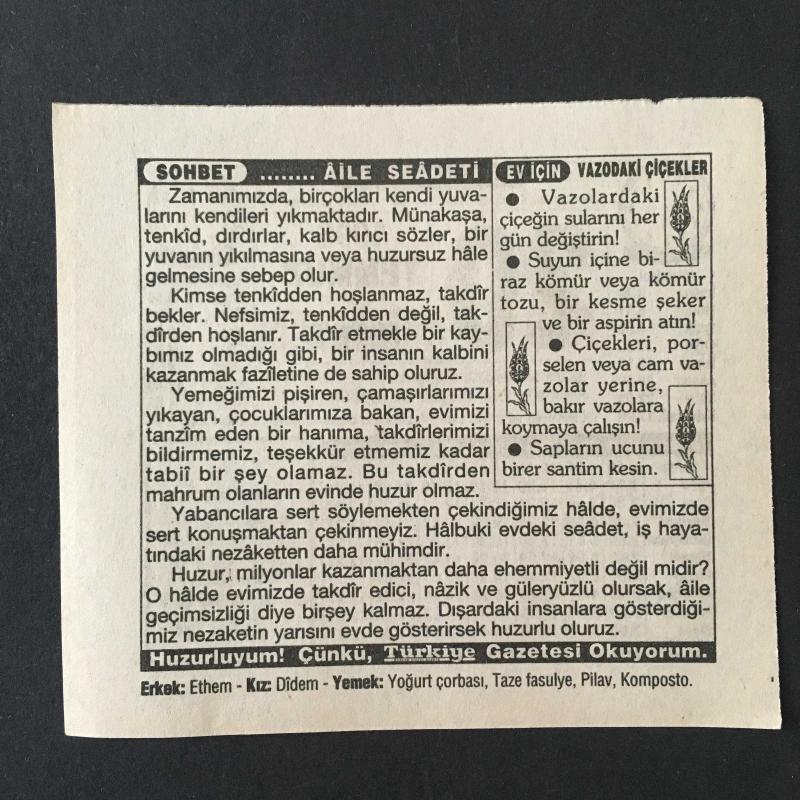 SOHBET ........ ÂİLE SEÂDETİ
Zamanımızda, birçokları kendi yuva-
larını kendileri yıkmaktadır. Münakaşa,
tenkîd, dırdırlar, kalb kırıcı sözler, bir
yuvanın yıkılmasına veya huzursuz hâle
gelmesine sebep olur.
Kimse tenkîdden hoşlanmaz, takdîr
bekler. Nefsimiz, tenkîdden değil, tak-
dîrden hoşlanır. Takdîr etmekle bir kay-
bımız olmadığı gibi, bir insanın kalbini
kazanmak fazîletine de sahip oluruz.
Yemeğimizi pişiren, çamaşırlarımızı
yıkayan, çocuklarımıza bakan, evimizi
tanzîm eden bir hanıma, takdîrlerimizi
bildirmemiz, teşekkür etmemiz kadar
tabiî bir şey olamaz. Bu takdîrden
mahrum olanların evinde huzur olmaz.
Yabancılara sert söylemekten çekindiğimiz hâlde, evimizde
sert konuşmaktan çekinmeyiz. Hâlbuki evdeki seâdet, iş haya-
tındaki nezâketten daha mühimdir.
Huzur, milyonlar kazanmaktan daha ehemmiyetli değil midir?
O hâlde evimizde takdîr edici, nâzik ve güleryüzlü olursak, âile
geçimsizliği diye birşey kalmaz. Dışardaki insanlara gösterdiği-
miz nezaketin yarısını evde gösterirsek huzurlu oluruz.
EV İÇİN VAZODAKİ ÇİÇEKLER
● Vazolardaki
çiçeğin sularını her
gün değiştirin!
● Suyun içine bi-
raz kömür veya kömür
tozu, bir kesme şeker
ve bir aspirin atın!
● Çiçekleri, por-
selen veya cam va-
zolar yerine,
bakır vazolara
koymaya çalışın!
● Sapların ucunu
birer santim kesin.
Huzurluyum! Çünkü, Türkiye Gazetesi Okuyorum.
Erkek: Ethem - Kız: Dîdem - Yemek: Yoğurt çorbası, Taze fasulye, Pilav, Komposto.